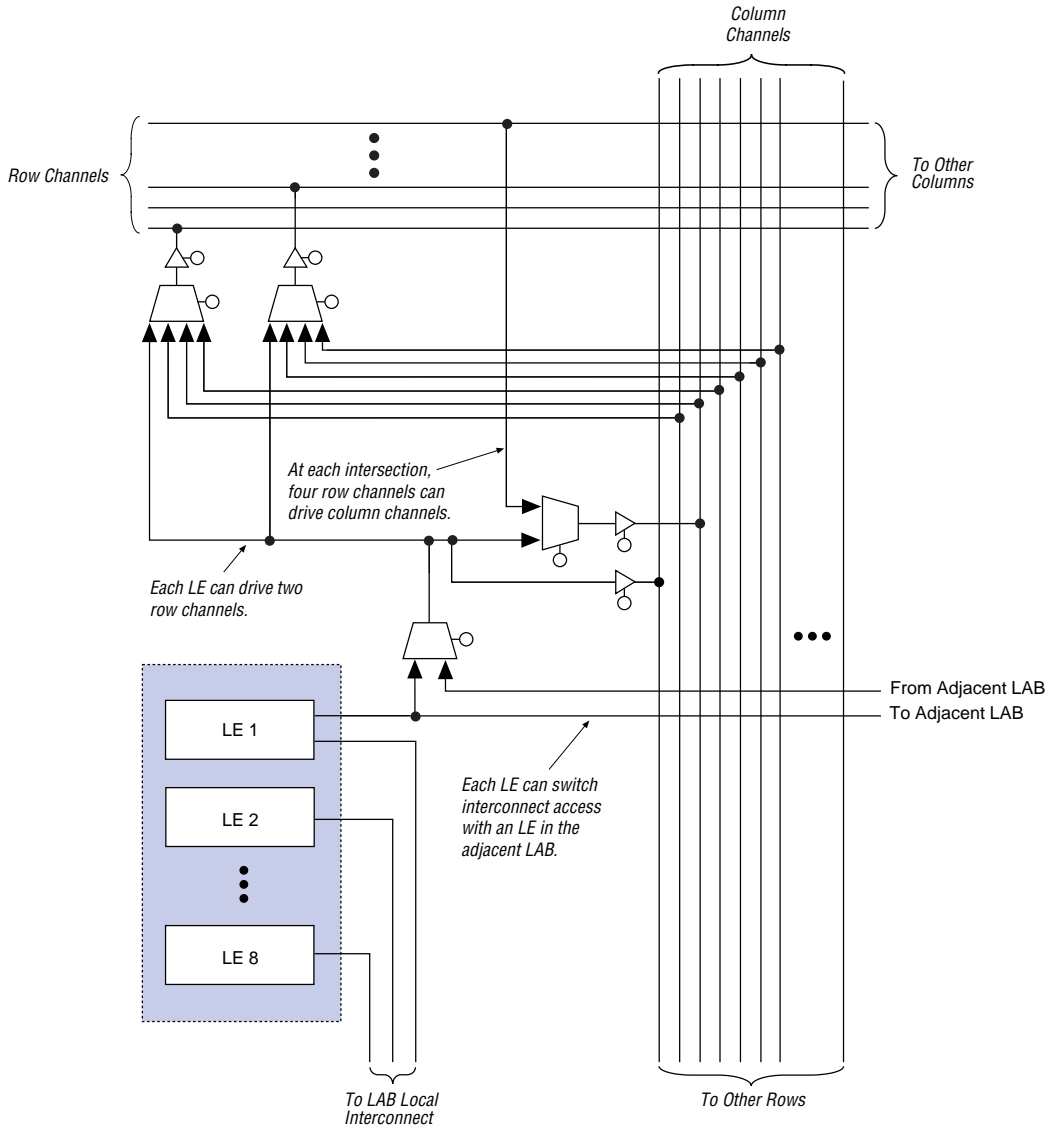 Column
Channels
Row Channels
To Other
Columns
At each intersection,
four row channels can
drive column channels.
Each LE can drive two
row channels.
From Adjacent LAB
To Adjacent LAB
LE 1
Each LE can switch
interconnect access
with an LE in the
adjacent LAB.
LE 2
LE 8
To LAB Local
Interconnect
To Other Rows